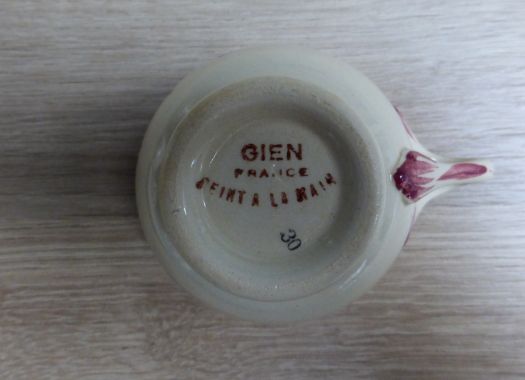 GIEN
FRANCE
PEINT A LA MAIN
30